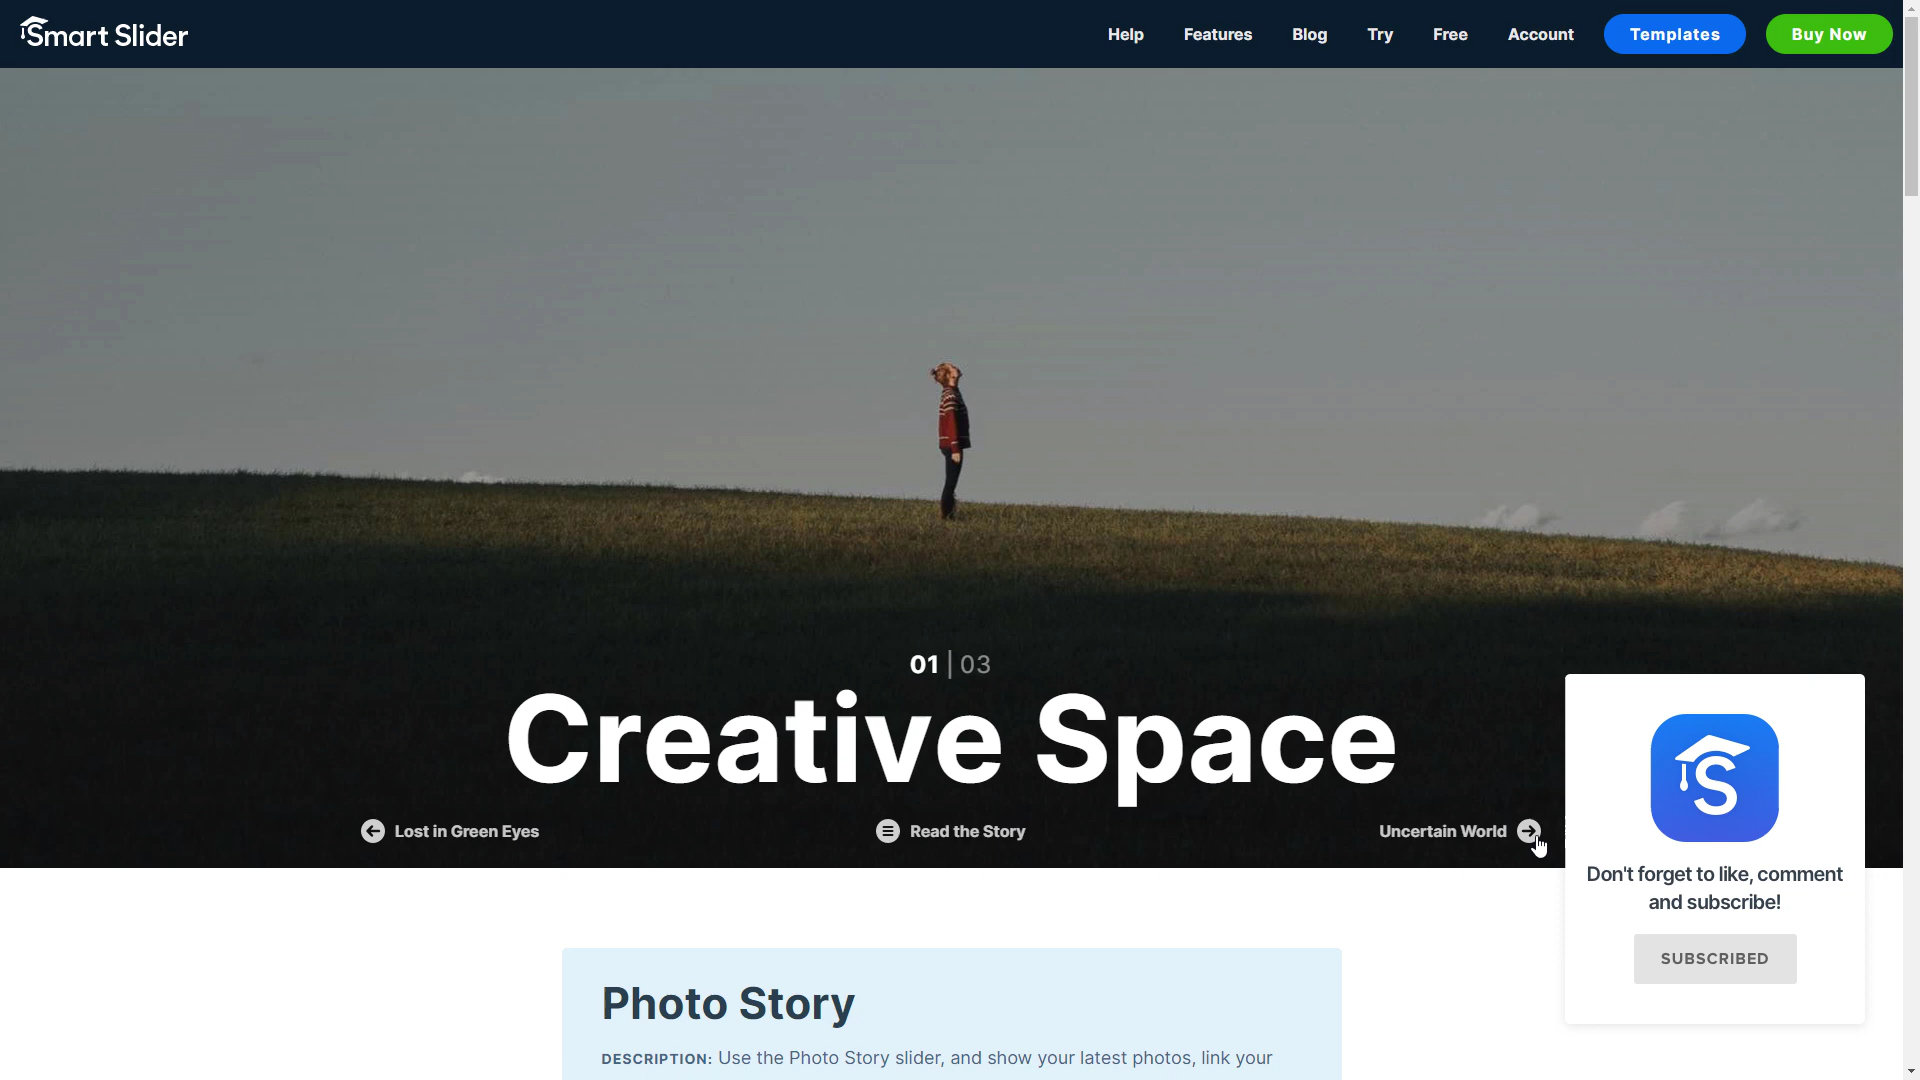 Smart Slider
Help Features Blog Try Free Account Templates Buy Now
01 | 03
Creative Space
Lost in Green Eyes
Read the Story
Uncertain World
S
Don't forget to like, comment
and subscribe!
SUBSCRIBED
Photo Story
DESCRIPTION: Use the Photo Story slider, and show your latest photos, link your